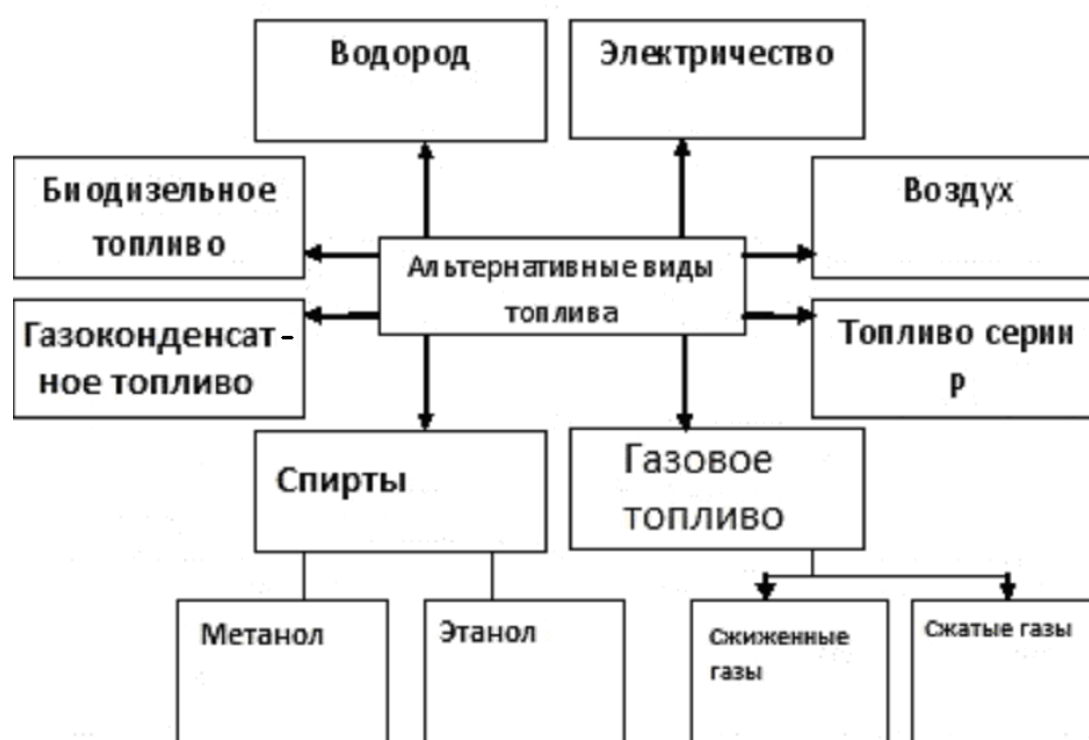 Водород
Электричество
Биодизельное
топливо
Воздух
Альтернативные виды
топлива
Газоконденсат-
ное топливо
Топливо серии
р
Спирты
Газовое
топливо
Метанол
Этанол
Сжиженные
газы
Сжатые газы